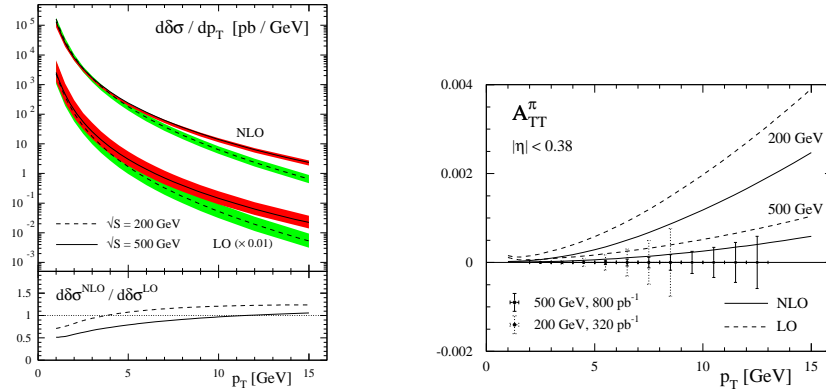 dδσ / dp_T [pb / GeV]
10^5
10^4
10^3
10^2
10
1
10^-1
10^-2
10^-3
NLO
√S = 200 GeV
√S = 500 GeV
LO (× 0.01)
dδσ^NLO / dδσ^LO
1.5
1
0.5
0
0
5
10
15
p_T [GeV]
0.004
0.002
0
-0.002
A_TT^π
|η| < 0.38
200 GeV
500 GeV
500 GeV, 800 pb^-1
200 GeV, 320 pb^-1
NLO
LO
0
5
10
15
p_T [GeV]